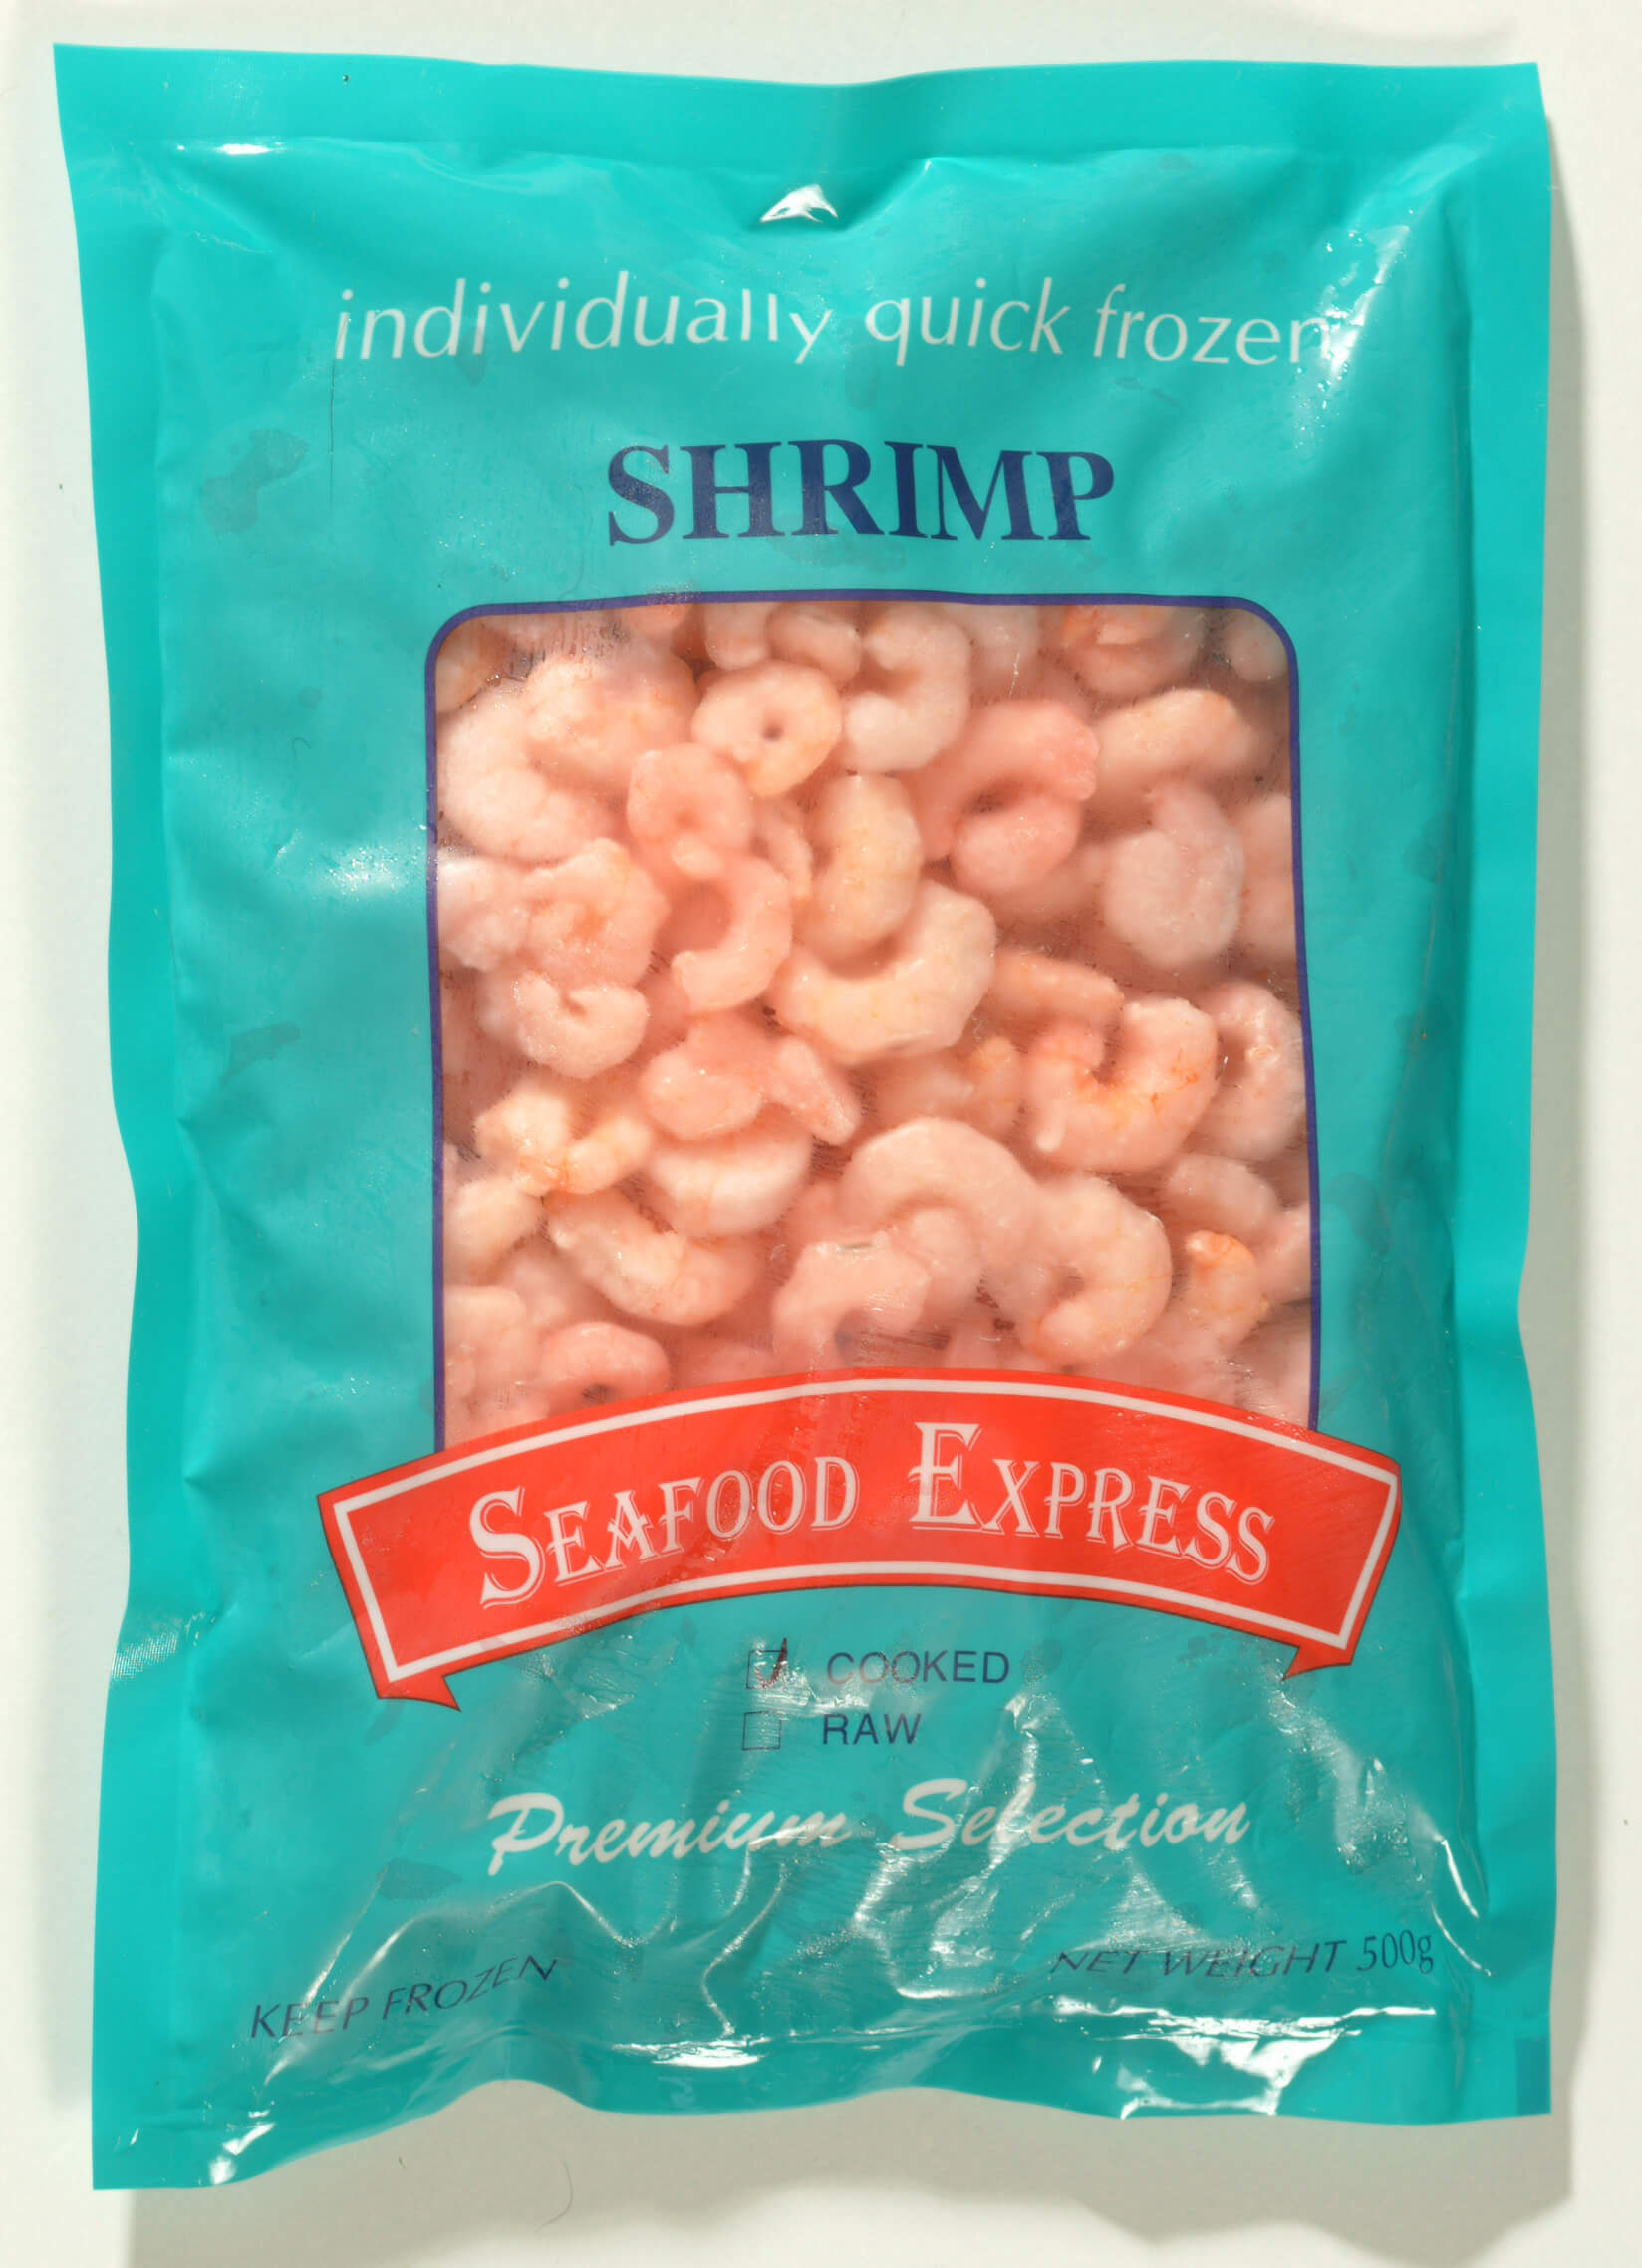 individually quick frozen
SHRIMP
SEAFOOD EXPRESS
COOKED
RAW
Premium Selection
KEEP FROZEN
NET WEIGHT 500g